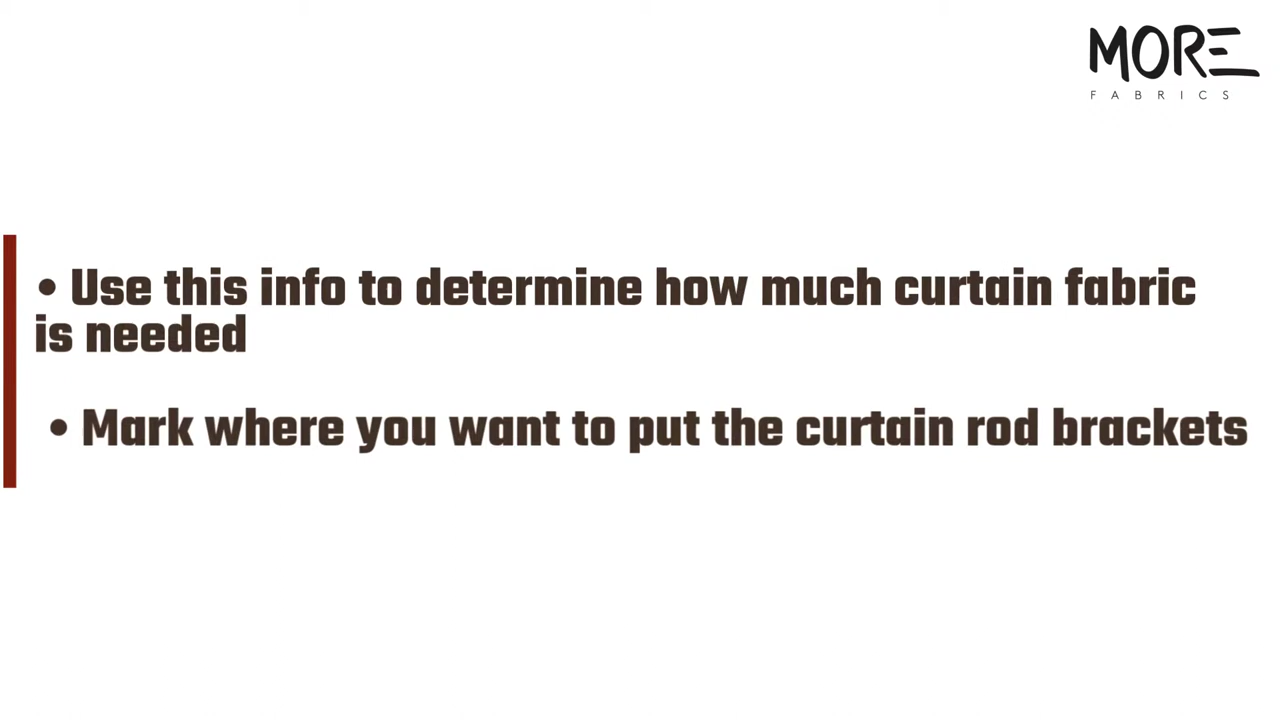 MORE
FABRICS
• Use this info to determine how much curtain fabric
is needed
• Mark where you want to put the curtain rod brackets